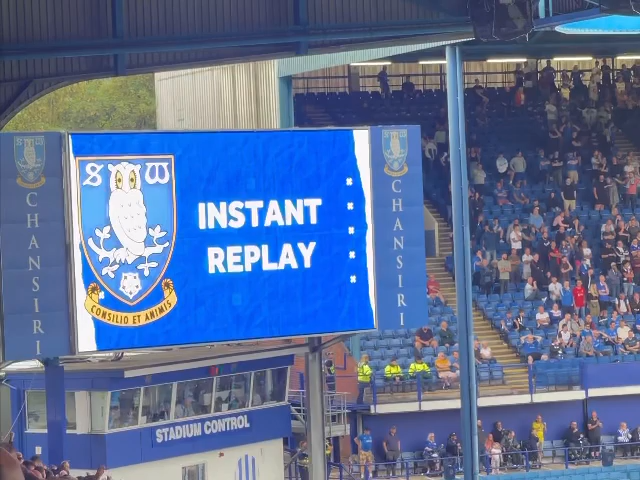 S W
INSTANT
REPLAY
CONSILIO ET ANIMIS
CHANSIRI
CHANSIRI
STADIUM CONTROL